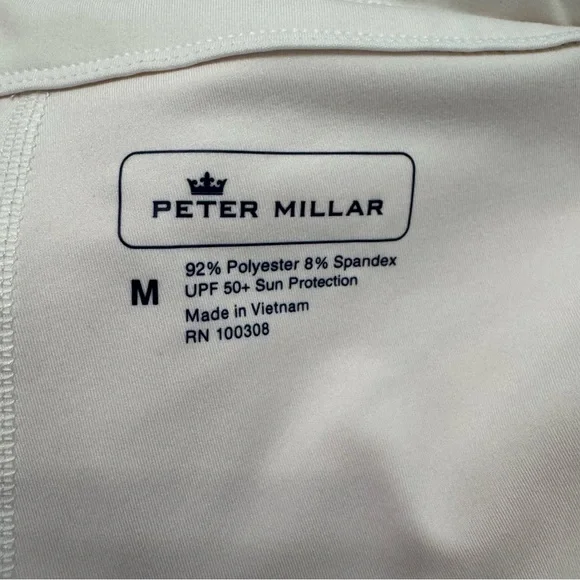 PETER MILLAR
M
92% Polyester 8% Spandex
UPF 50+ Sun Protection
Made in Vietnam
RN 100308